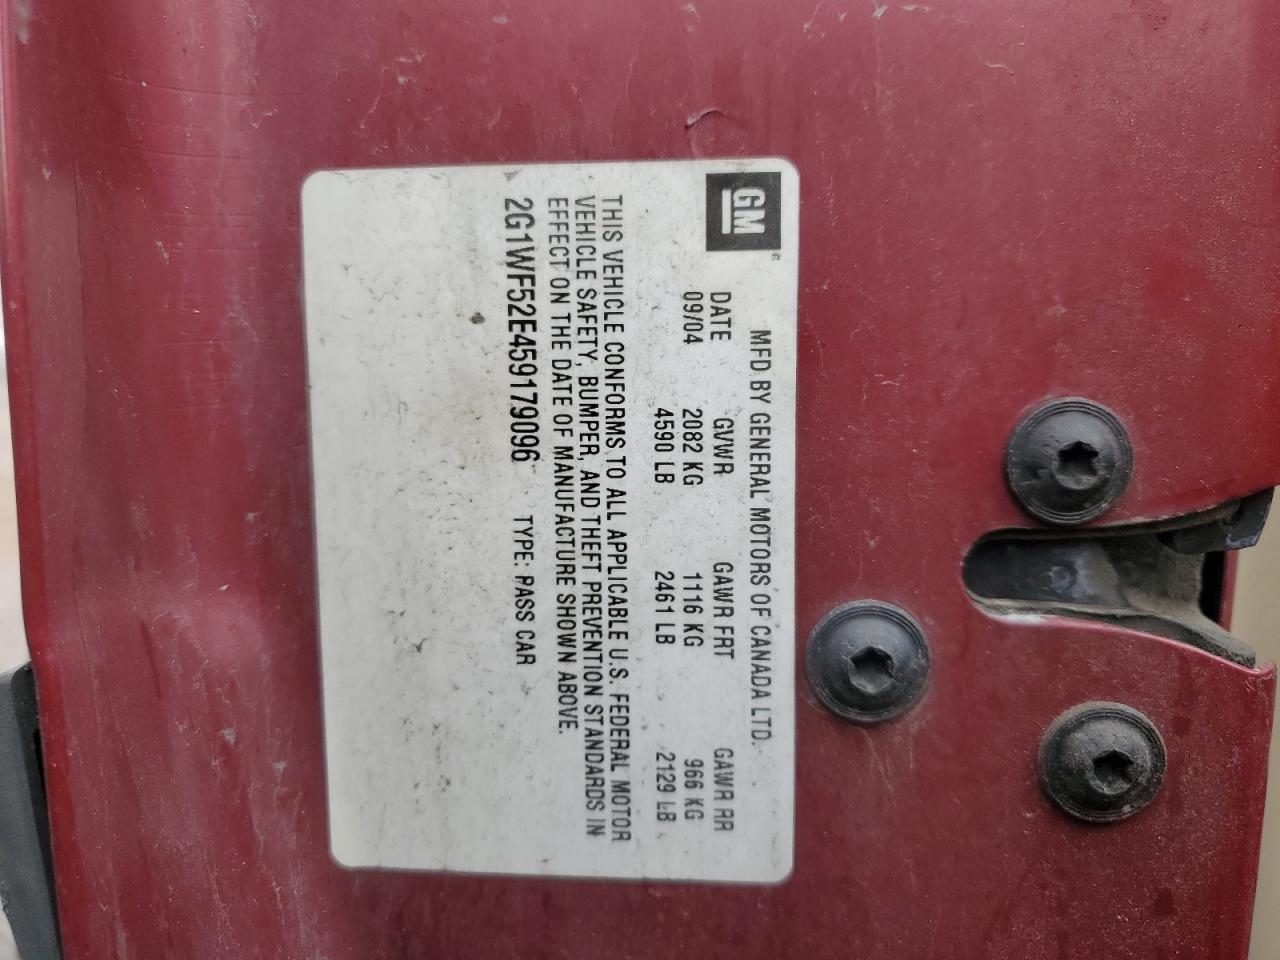 GM®
MFD BY GENERAL MOTORS OF CANADA LTD.
DATE GVWR GAWR FRT GAWR RR
09/04 2082 KG 1116 KG 966 KG
4590 LB 2461 LB 2129 LB
THIS VEHICLE CONFORMS TO ALL APPLICABLE U.S. FEDERAL MOTOR
VEHICLE SAFETY, BUMPER, AND THEFT PREVENTION STANDARDS IN
EFFECT ON THE DATE OF MANUFACTURE SHOWN ABOVE.
2G1WF52E459179096 TYPE: PASS CAR